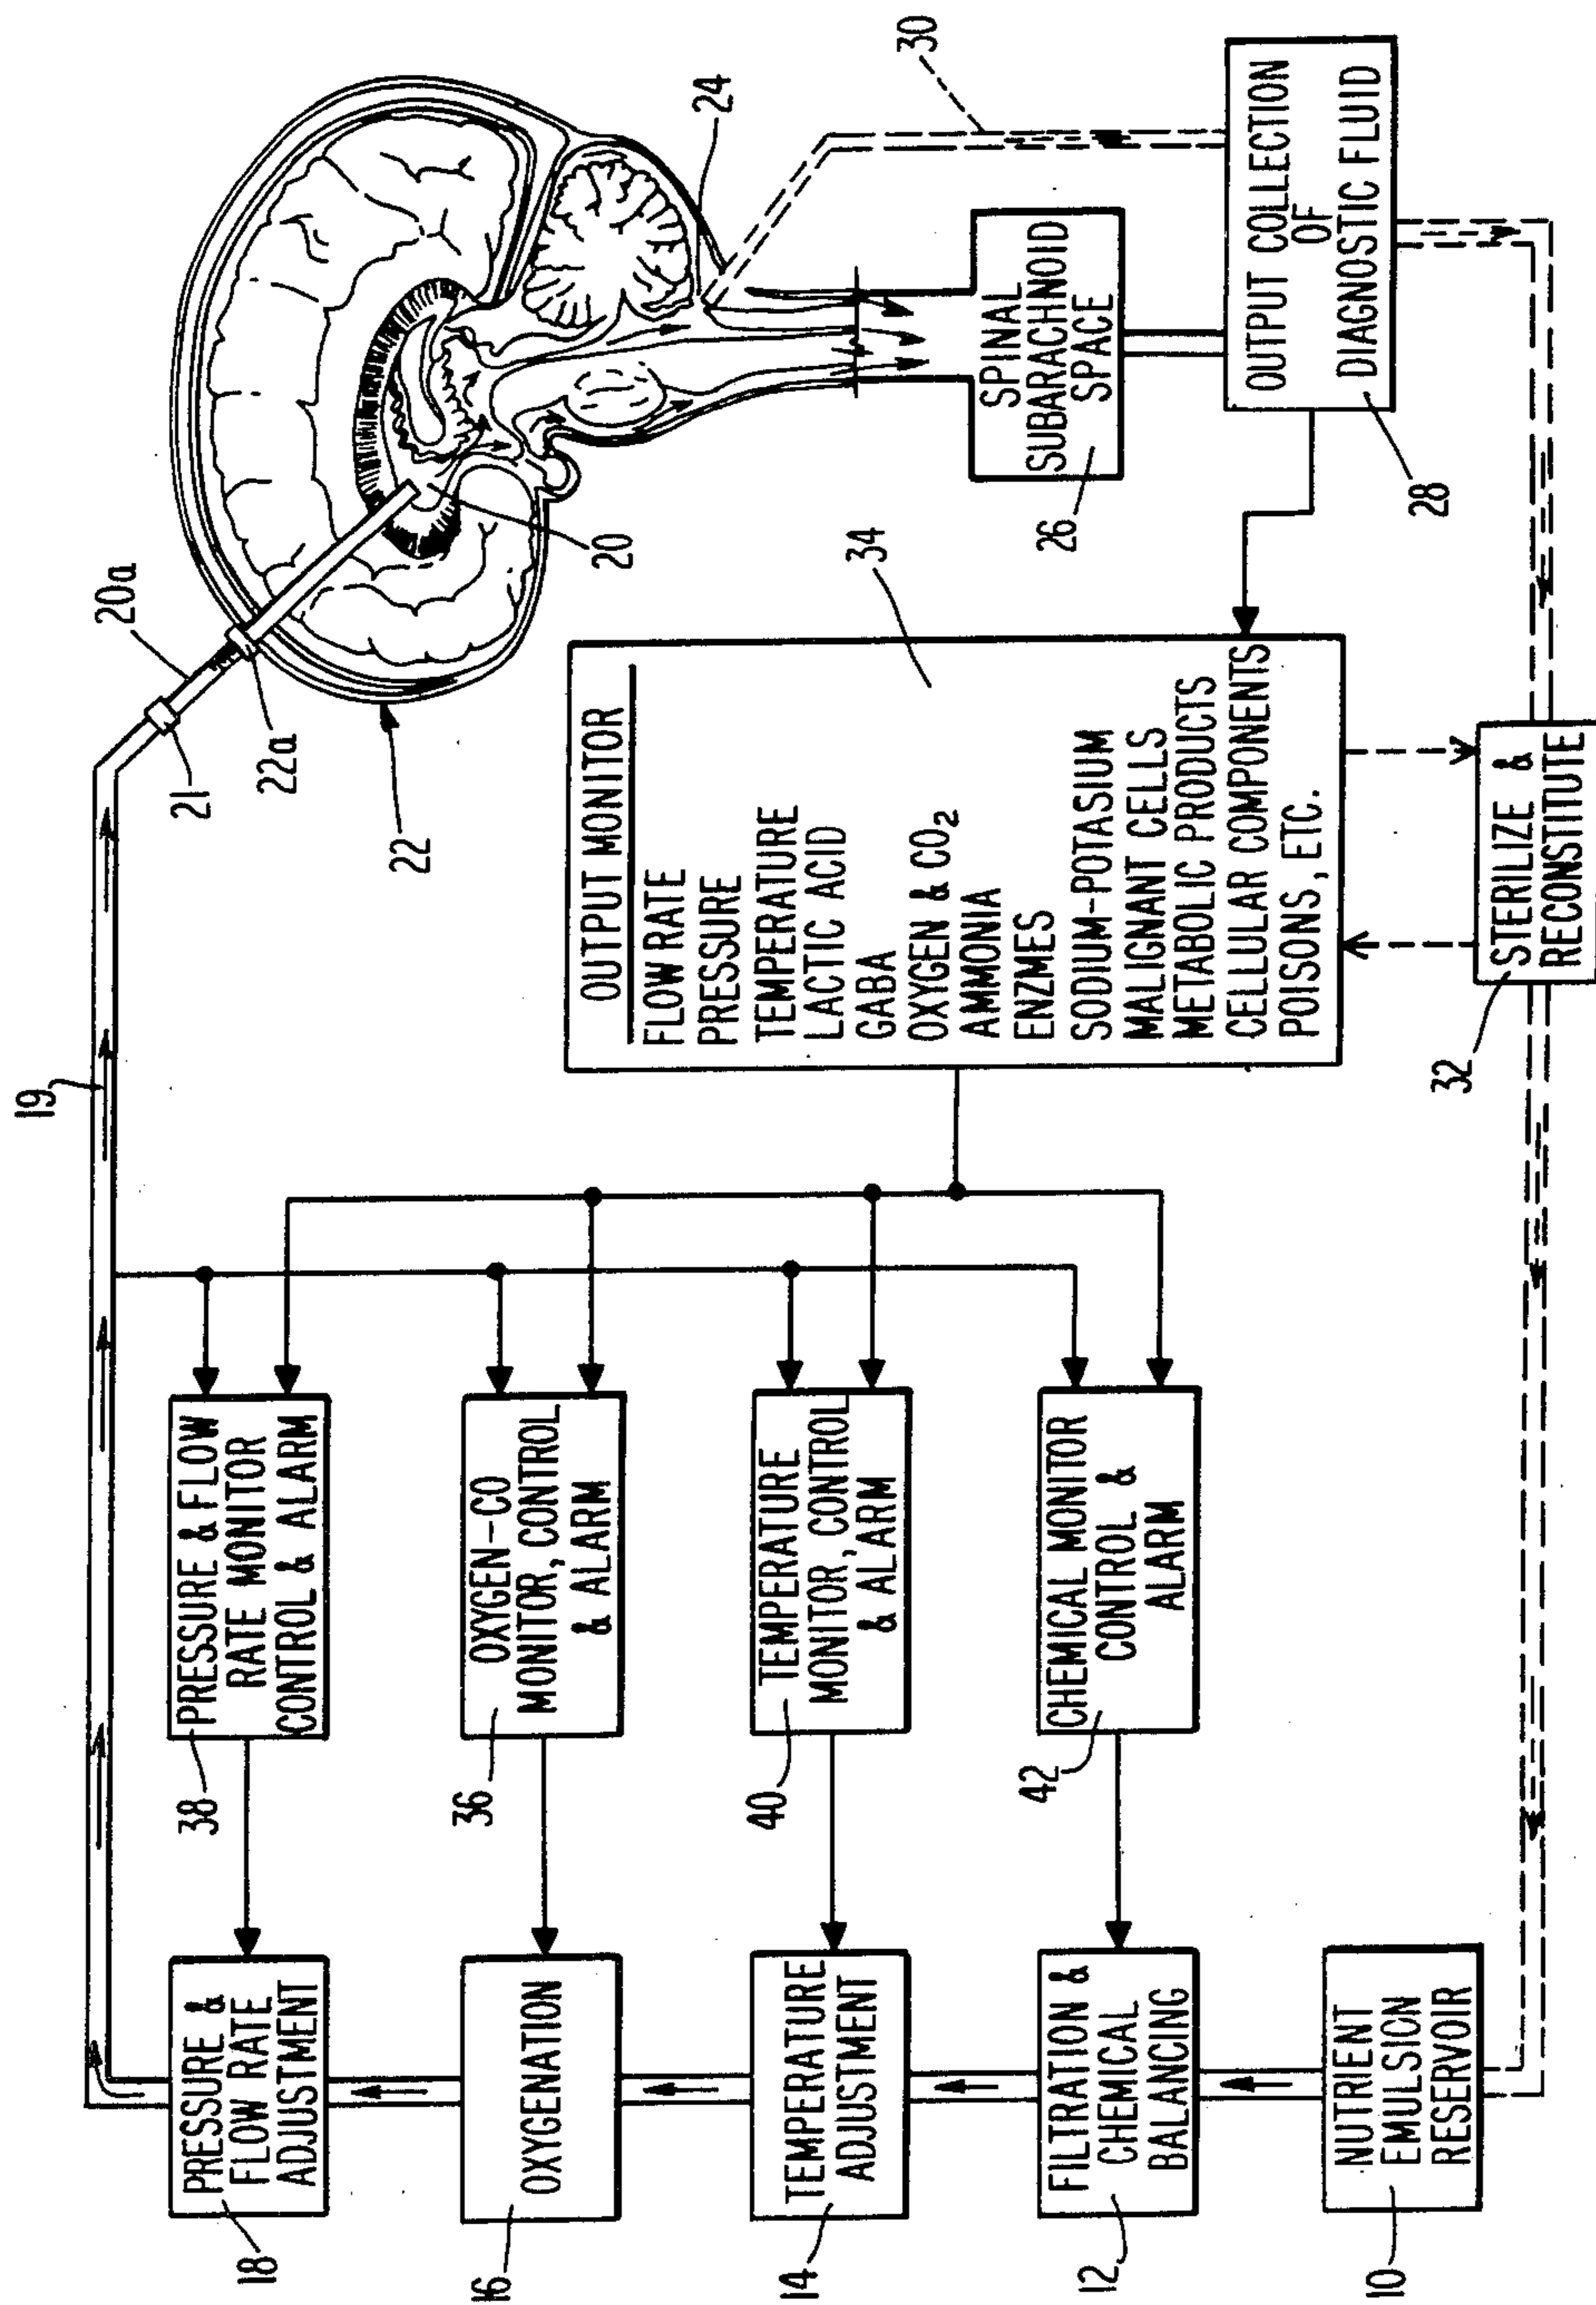 19
20a
21
22a
22
20
24
30
38
PRESSURE & FLOW
RATE MONITOR
CONTROL & ALARM
18
PRESSURE &
FLOW RATE
ADJUSTMENT
36
OXYGEN-CO
MONITOR, CONTROL
& ALARM
16
OXYGENATION
40
TEMPERATURE
MONITOR, CONTROL
& ALARM
14
TEMPERATURE
ADJUSTMENT
42
CHEMICAL MONITOR
CONTROL &
ALARM
12
FILTRATION &
CHEMICAL
BALANCING
10
NUTRIENT
EMULSION
RESERVOIR
34
OUTPUT MONITOR
FLOW RATE
PRESSURE
TEMPERATURE
LACTIC ACID
GABA
OXYGEN & CO2
AMMONIA
ENZMES
SODIUM-POTASIUM
MALIGNANT CELLS
METABOLIC PRODUCTS
CELLULAR COMPONENTS
POISONS, ETC.
26
SPINAL
SUBARACHNOID
SPACE
28
OUTPUT COLLECTION
OF
DIAGNOSTIC FLUID
32
STERILIZE &
RECONSTITUTE